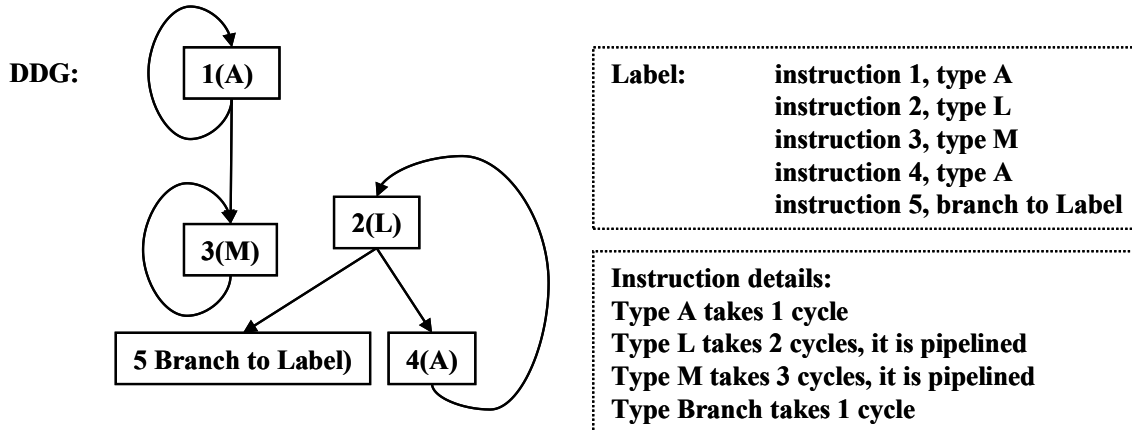 DDG:
1(A)
3(M)
2(L)
5 Branch to Label)
4(A)
Label: instruction 1, type A
instruction 2, type L
instruction 3, type M
instruction 4, type A
instruction 5, branch to Label
Instruction details:
Type A takes 1 cycle
Type L takes 2 cycles, it is pipelined
Type M takes 3 cycles, it is pipelined
Type Branch takes 1 cycle